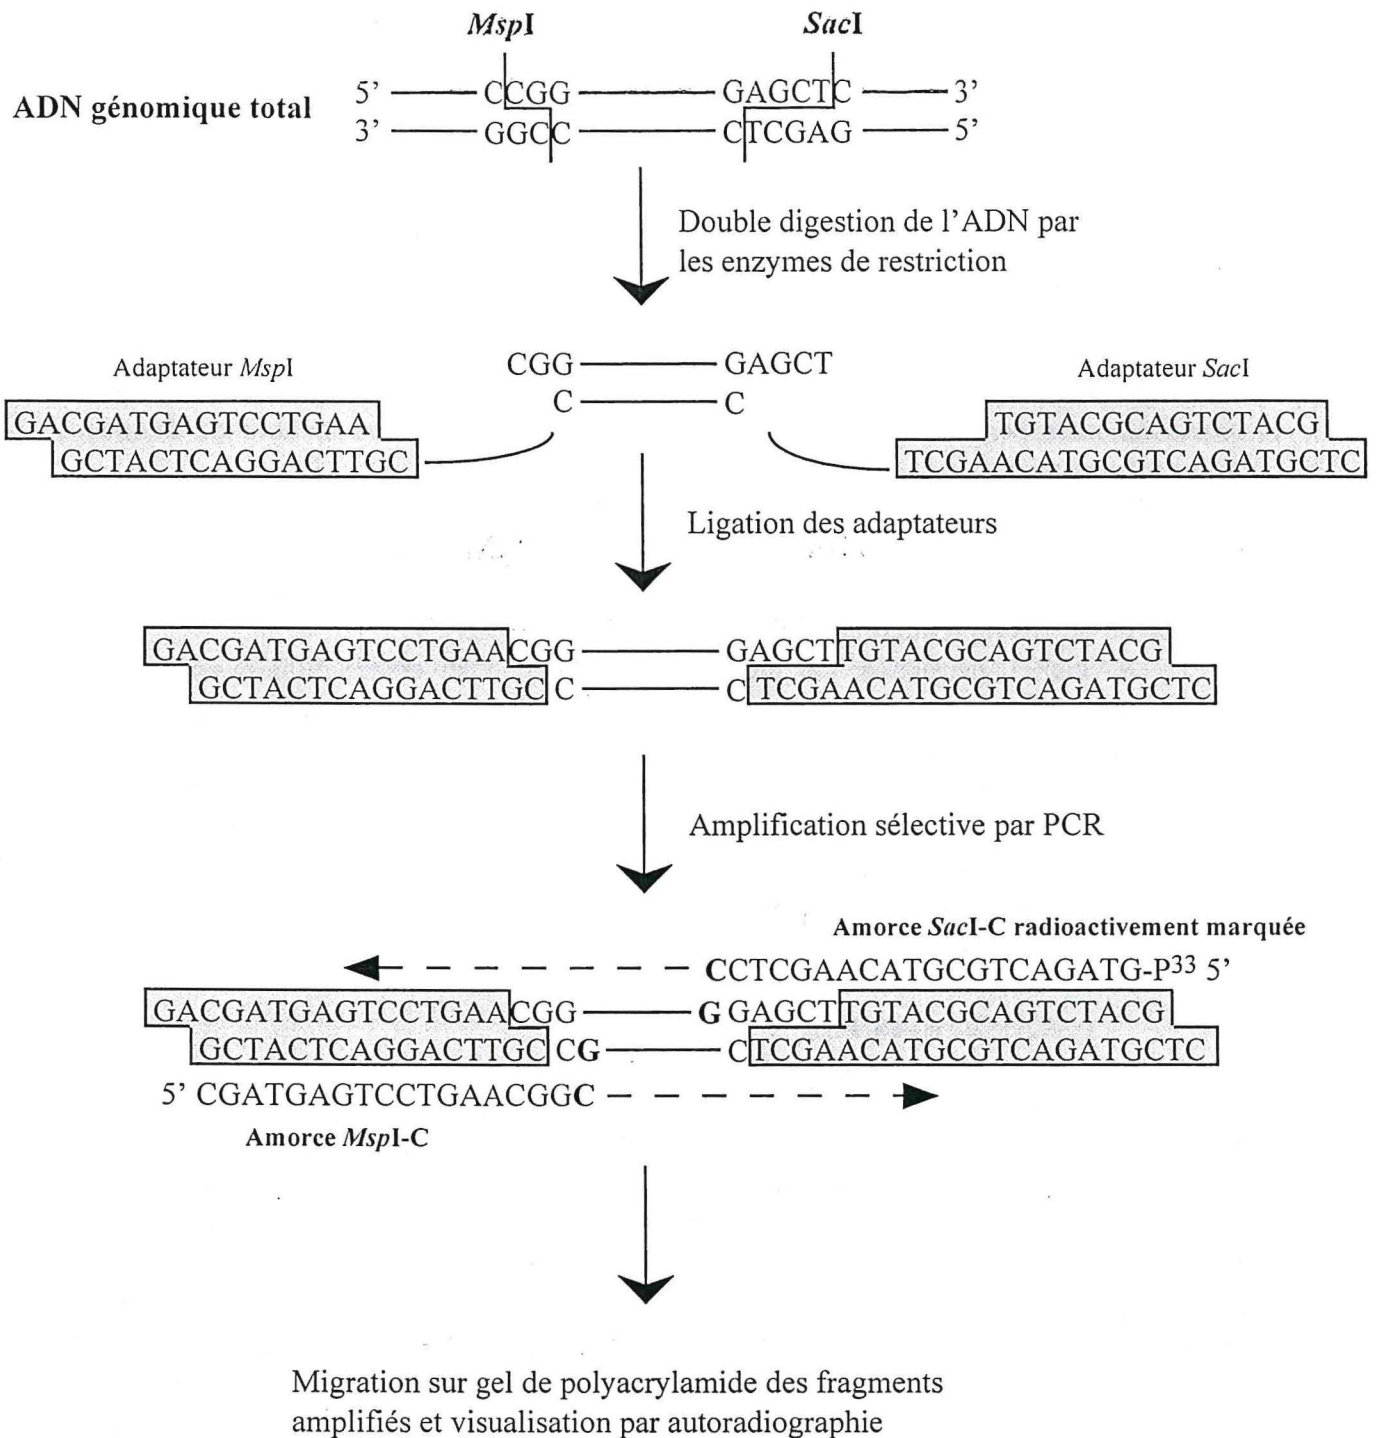 MspI SacI
ADN génomique total
5’ CCGG GAGCTC 3’
3’ GGCC CTCGAG 5’
Double digestion de l’ADN par
les enzymes de restriction
CGG GAGCT
Adaptateur MspI
Adaptateur SacI
C C
GACGATGAGTCCTGAA
TGTACGCAGTCTACG
GCTACTCAGGACTTGC
TCGAACATGCGTCAGATGCTC
Ligation des adaptateurs
GACGATGAGTCCTGAACGG GAGCTTGTACGCAGTCTACG
GCTACTCAGGACTTGCC CTCGAACATGCGTCAGATGCTC
Amplification sélective par PCR
Amorce SacI-C radioactivement marquée
CCTCGAACATGCGTCAGATG-P33 5’
GACGATGAGTCCTGAACGG G GAGCTTGTACGCAGTCTACG
GCTACTCAGGACTTGC CG CTCGAACATGCGTCAGATGCTC
5’ CGATGAGTCCTGAACGGC
Amorce MspI-C
Migration sur gel de polyacrylamide des fragments
amplifiés et visualisation par autoradiographie